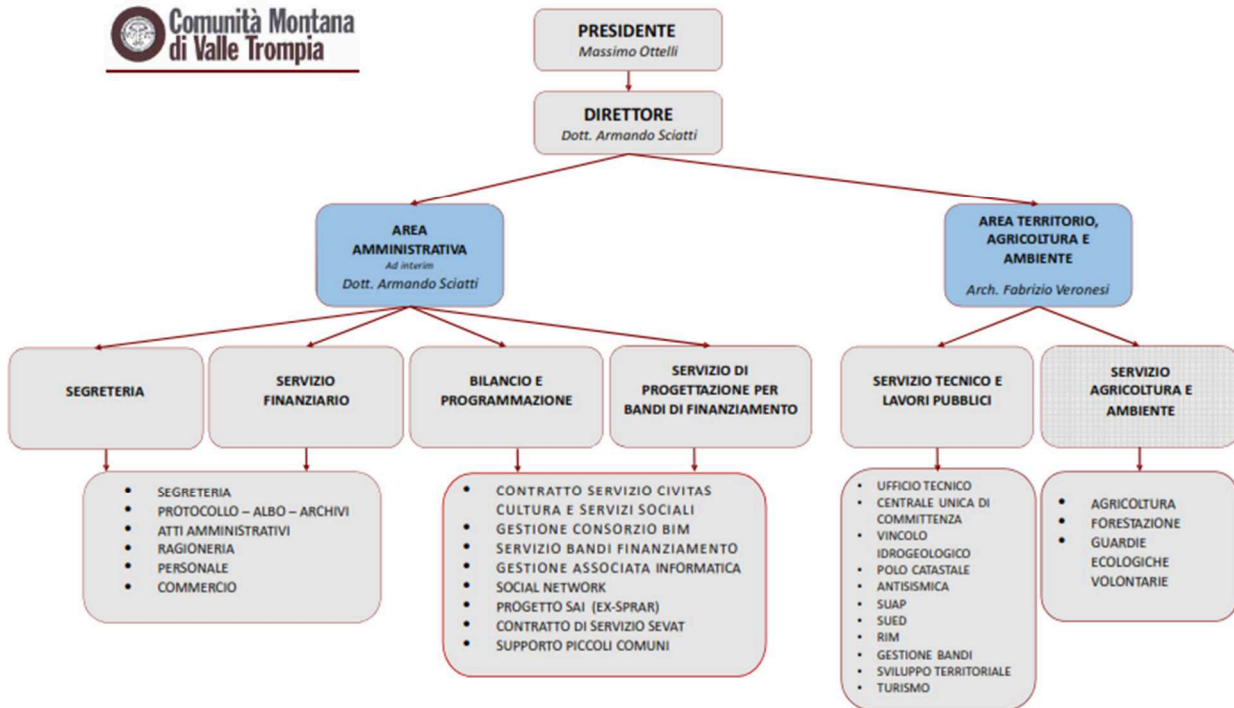 Comunità Montana
di Valle Trompia
PRESIDENTE
Massimo Ottelli
DIRETTORE
Dott. Armando Sciatti
AREA
AMMINISTRATIVA
Ad interim
Dott. Armando Sciatti
AREA TERRITORIO,
AGRICOLTURA E
AMBIENTE
Arch. Fabrizio Veronesi
SEGRETERIA
SERVIZIO
FINANZIARIO
BILANCIO E
PROGRAMMAZIONE
SERVIZIO DI
PROGETTAZIONE PER
BANDI DI FINANZIAMENTO
SERVIZIO TECNICO E
LAVORI PUBBLICI
SERVIZIO
AGRICOLTURA E
AMBIENTE
• SEGRETERIA
• PROTOCOLLO – ALBO – ARCHIVI
• ATTI AMMINISTRATIVI
• RAGIONERIA
• PERSONALE
• COMMERCIO
• CONTRATTO SERVIZIO CIVITAS
CULTURA E SERVIZI SOCIALI
• GESTIONE CONSORZIO BIM
• SERVIZIO BANDI FINANZIAMENTO
• GESTIONE ASSOCIATA INFORMATICA
• SOCIAL NETWORK
• PROGETTO SAI (EX-SPRAR)
• CONTRATTO DI SERVIZIO SEVAT
• SUPPORTO PICCOLI COMUNI
• UFFICIO TECNICO
• CENTRALE UNICA DI
COMMITTENZA
• VINCOLO
IDROGEOLOGICO
• POLO CATASTALE
• ANTISISMICA
• SUAP
• SUED
• RIM
• GESTIONE BANDI
• SVILUPPO TERRITORIALE
• TURISMO
• AGRICOLTURA
• FORESTAZIONE
• GUARDIE
ECOLOGICHE
VOLONTARIE